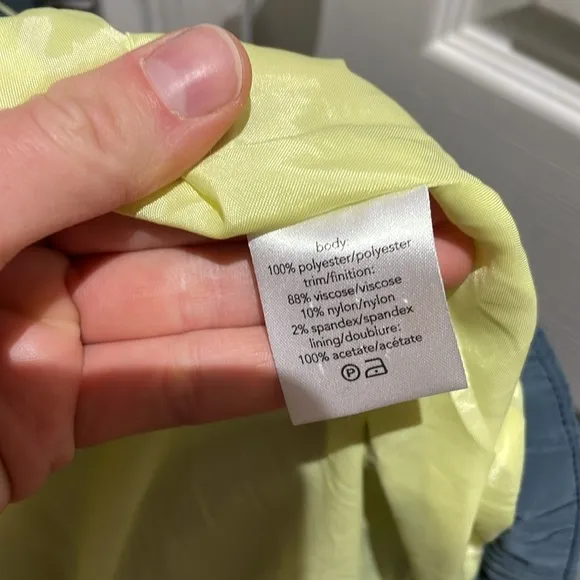 body:
100% polyester/polyester
trim/finition:
88% viscose/viscose
10% nylon/nylon
2% spandex/spandex
lining/doublure:
100% acetate/acétate
P